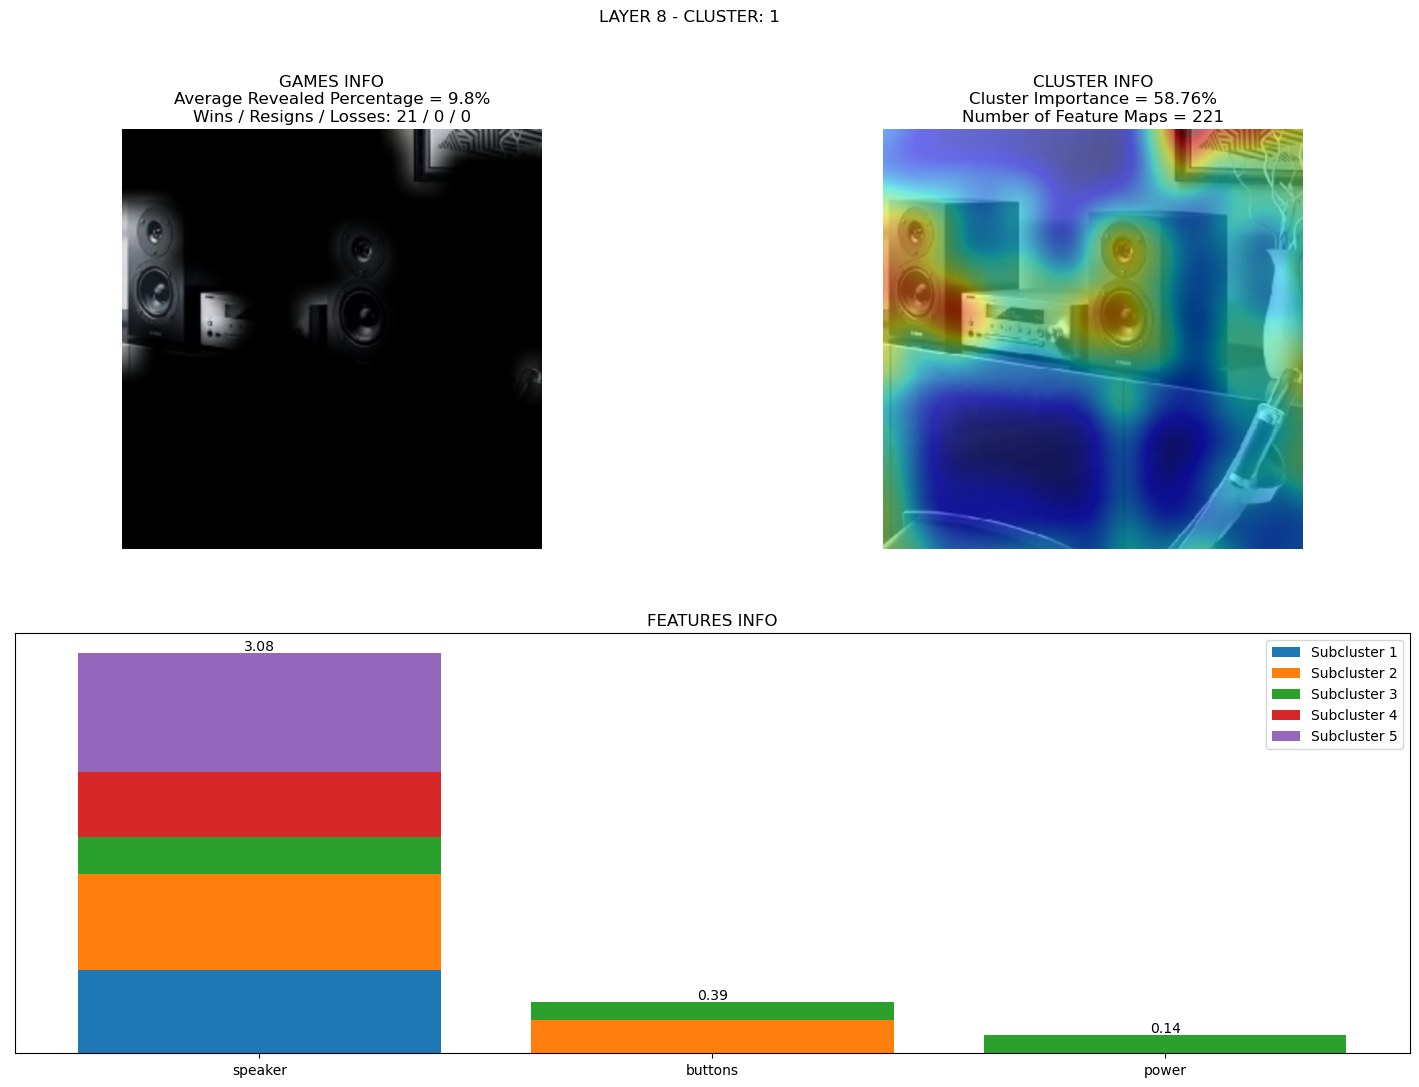 LAYER 8 - CLUSTER: 1
GAMES INFO
Average Revealed Percentage = 9.8%
Wins / Resigns / Losses: 21 / 0 / 0
CLUSTER INFO
Cluster Importance = 58.76%
Number of Feature Maps = 221
FEATURES INFO
3.08
0.39
0.14
Subcluster 1
Subcluster 2
Subcluster 3
Subcluster 4
Subcluster 5
speaker
buttons
power